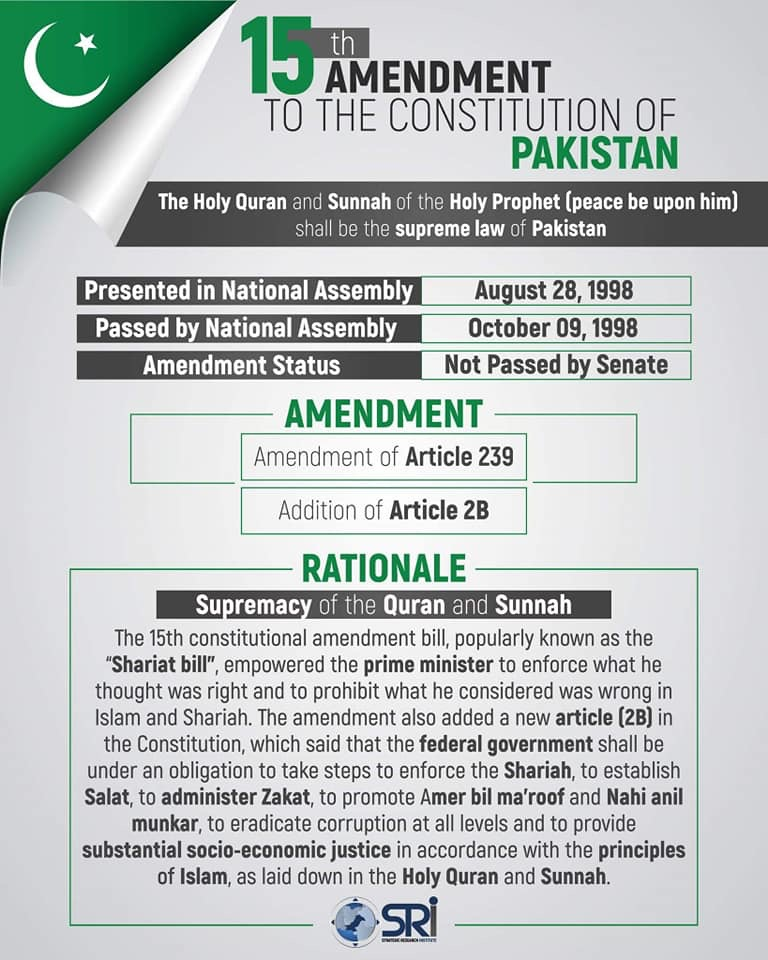 15th
AMENDMENT
TO THE CONSTITUTION OF
PAKISTAN
The Holy Quran and Sunnah of the Holy Prophet (peace be upon him)
shall be the supreme law of Pakistan
Presented in National Assembly August 28, 1998
Passed by National Assembly October 09, 1998
Amendment Status Not Passed by Senate
AMENDMENT
Amendment of Article 239
Addition of Article 2B
RATIONALE
Supremacy of the Quran and Sunnah
The 15th constitutional amendment bill, popularly known as the
“Shariat bill”, empowered the prime minister to enforce what he
thought was right and to prohibit what he considered was wrong in
Islam and Shariah. The amendment also added a new article (2B) in
the Constitution, which said that the federal government shall be
under an obligation to take steps to enforce the Shariah, to establish
Salat, to administer Zakat, to promote Amer bil ma'roof and Nahi anil
munkar, to eradicate corruption at all levels and to provide
substantial socio-economic justice in accordance with the principles
of Islam, as laid down in the Holy Quran and Sunnah.
SRI
STRATEGIC RESEARCH INSTITUTE